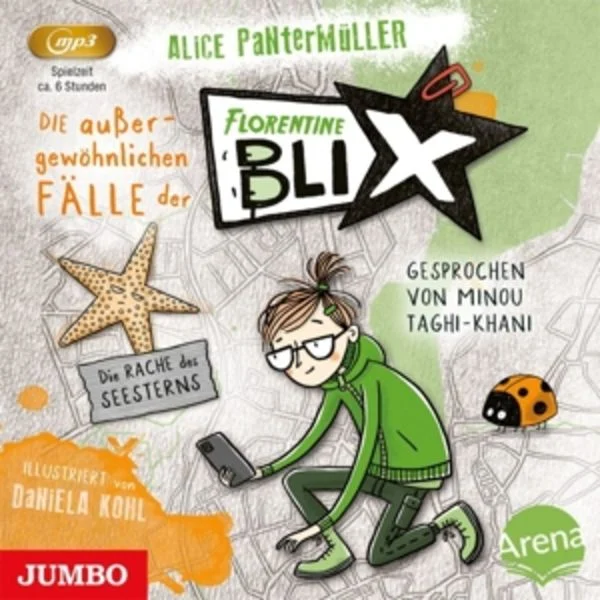 mp3
Spielzeit
ca. 6 Stunden
ALiCE PaNTERMÜLLER
DiE außer-
gewöhnlichen
FÄLLE der
FLORENTiNE
BLiX
GESPROCHEN
VON MINOU
TAGHI-KHANI
Die RACHE des
SEESTERNS
iLLUSTRiERT von
DaNiELA KOHL
JUMBO
Arena